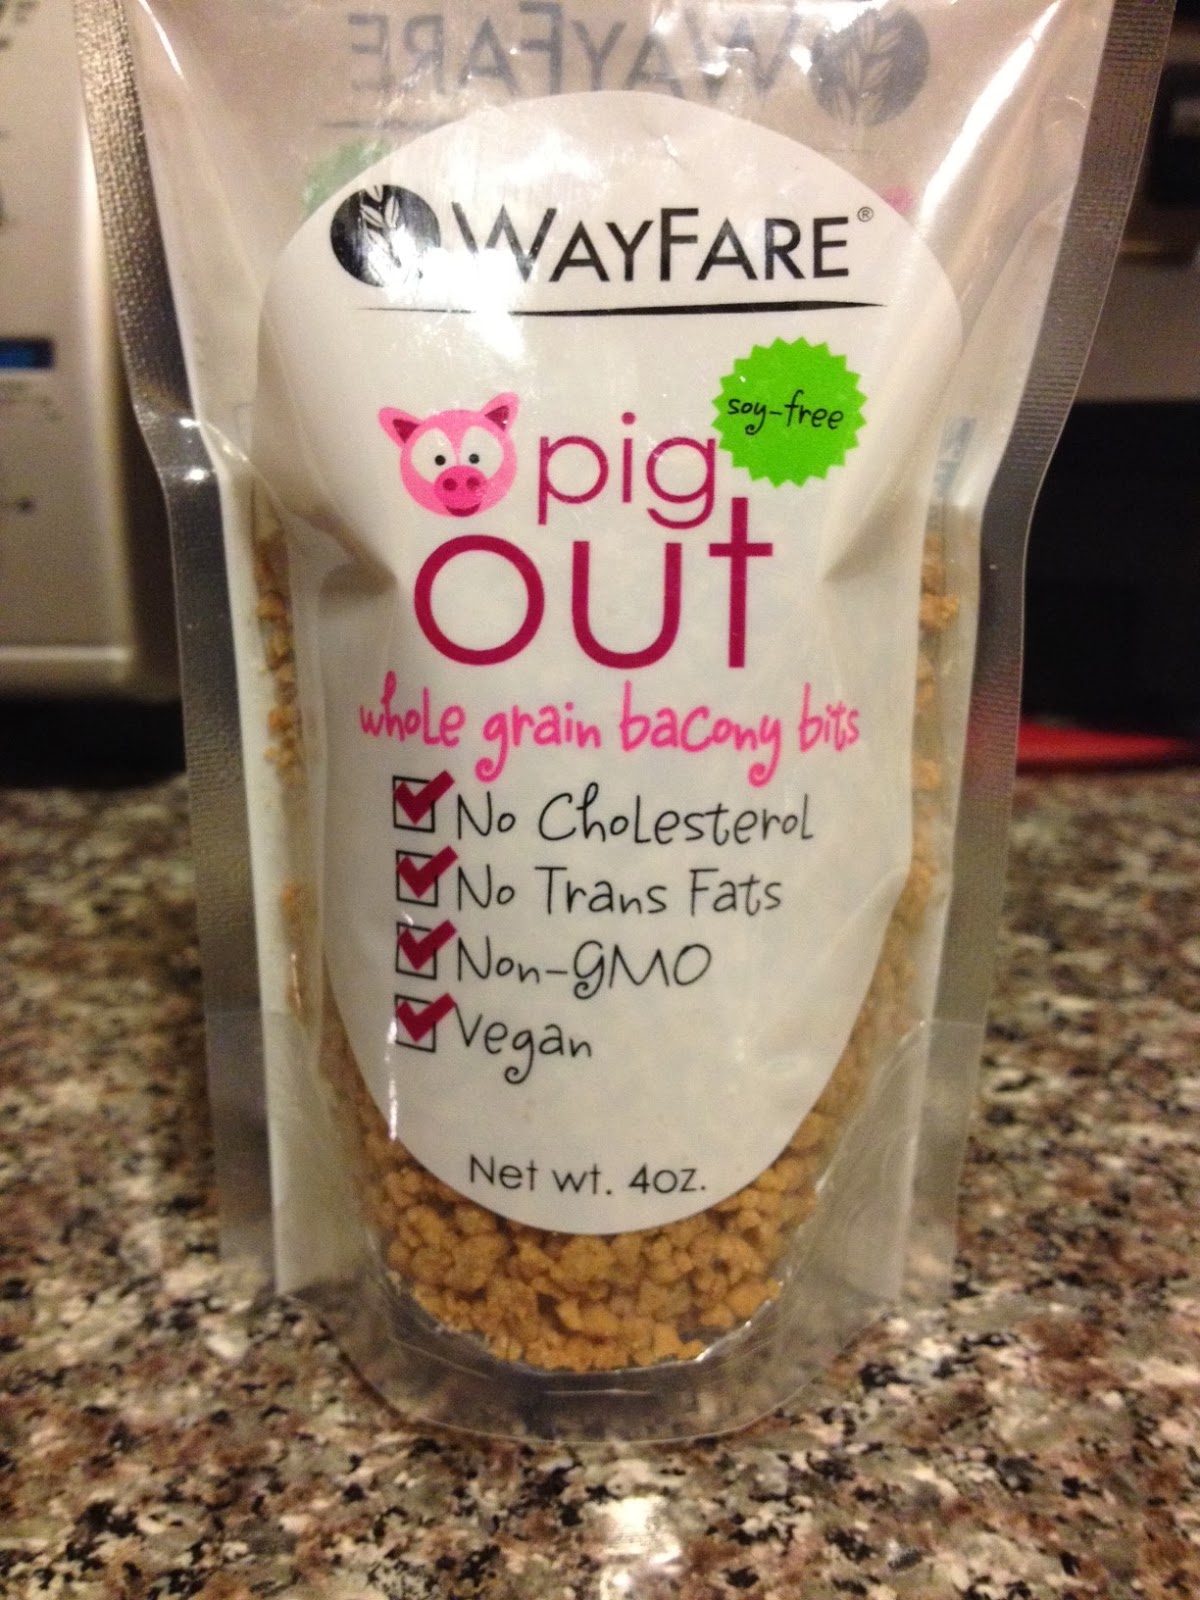 WAYFARE®
soy-free
pig
out
whole grain bacony bits
No Cholesterol
No Trans Fats
Non-GMO
Vegan
Net wt. 4oz.